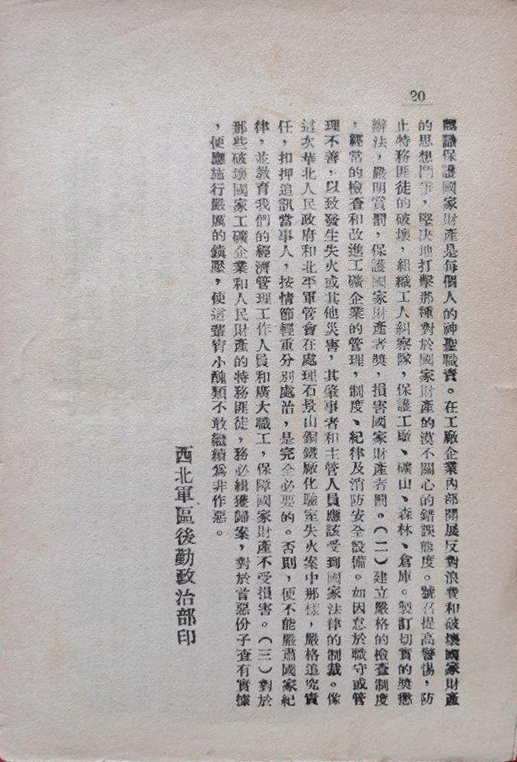 20
認識保護國家財產是每個人的神聖職責。在工廠企業內部開展反對浪費和破壞國家財產
的思想鬥爭，堅決地打擊那種對於國家財產的漠不關心的錯誤態度。號召提高警惕，防
止特務匪徒的破壞，組織工人糾察隊，保護工廠、礦山、森林、倉庫。製訂切實的獎懲
辦法，嚴明賞罰，保護國家財產者獎，損害國家財產者罰。（二）建立嚴格的檢查制度
，經常的檢查和改進工礦企業的管理，制度、紀律及消防安全設備。如因怠於職守或管
理不善，以致發生失火或其他災害，其肇事者和主管人員應該受到國家法律的制裁。像
這次華北人民政府和北平軍管會在處理石景山鋼鐵廠化驗室失火案中那樣，嚴格追究責
任，扣押追訊當事人，按情節輕重分別處治，是完全必要的。否則，便不能嚴肅國家紀
律，並教育我們的經濟管理工作人員和廣大職工，保障國家財產不受損害。（三）對於
那些破壞國家工礦企業和人民財產的特務匪徒，務必緝獲歸案，對於首惡份子查有實據
，便應施行嚴厲的鎮壓，使這羣宵小醜類不敢繼續為非作惡。
西北軍區後勤政治部印